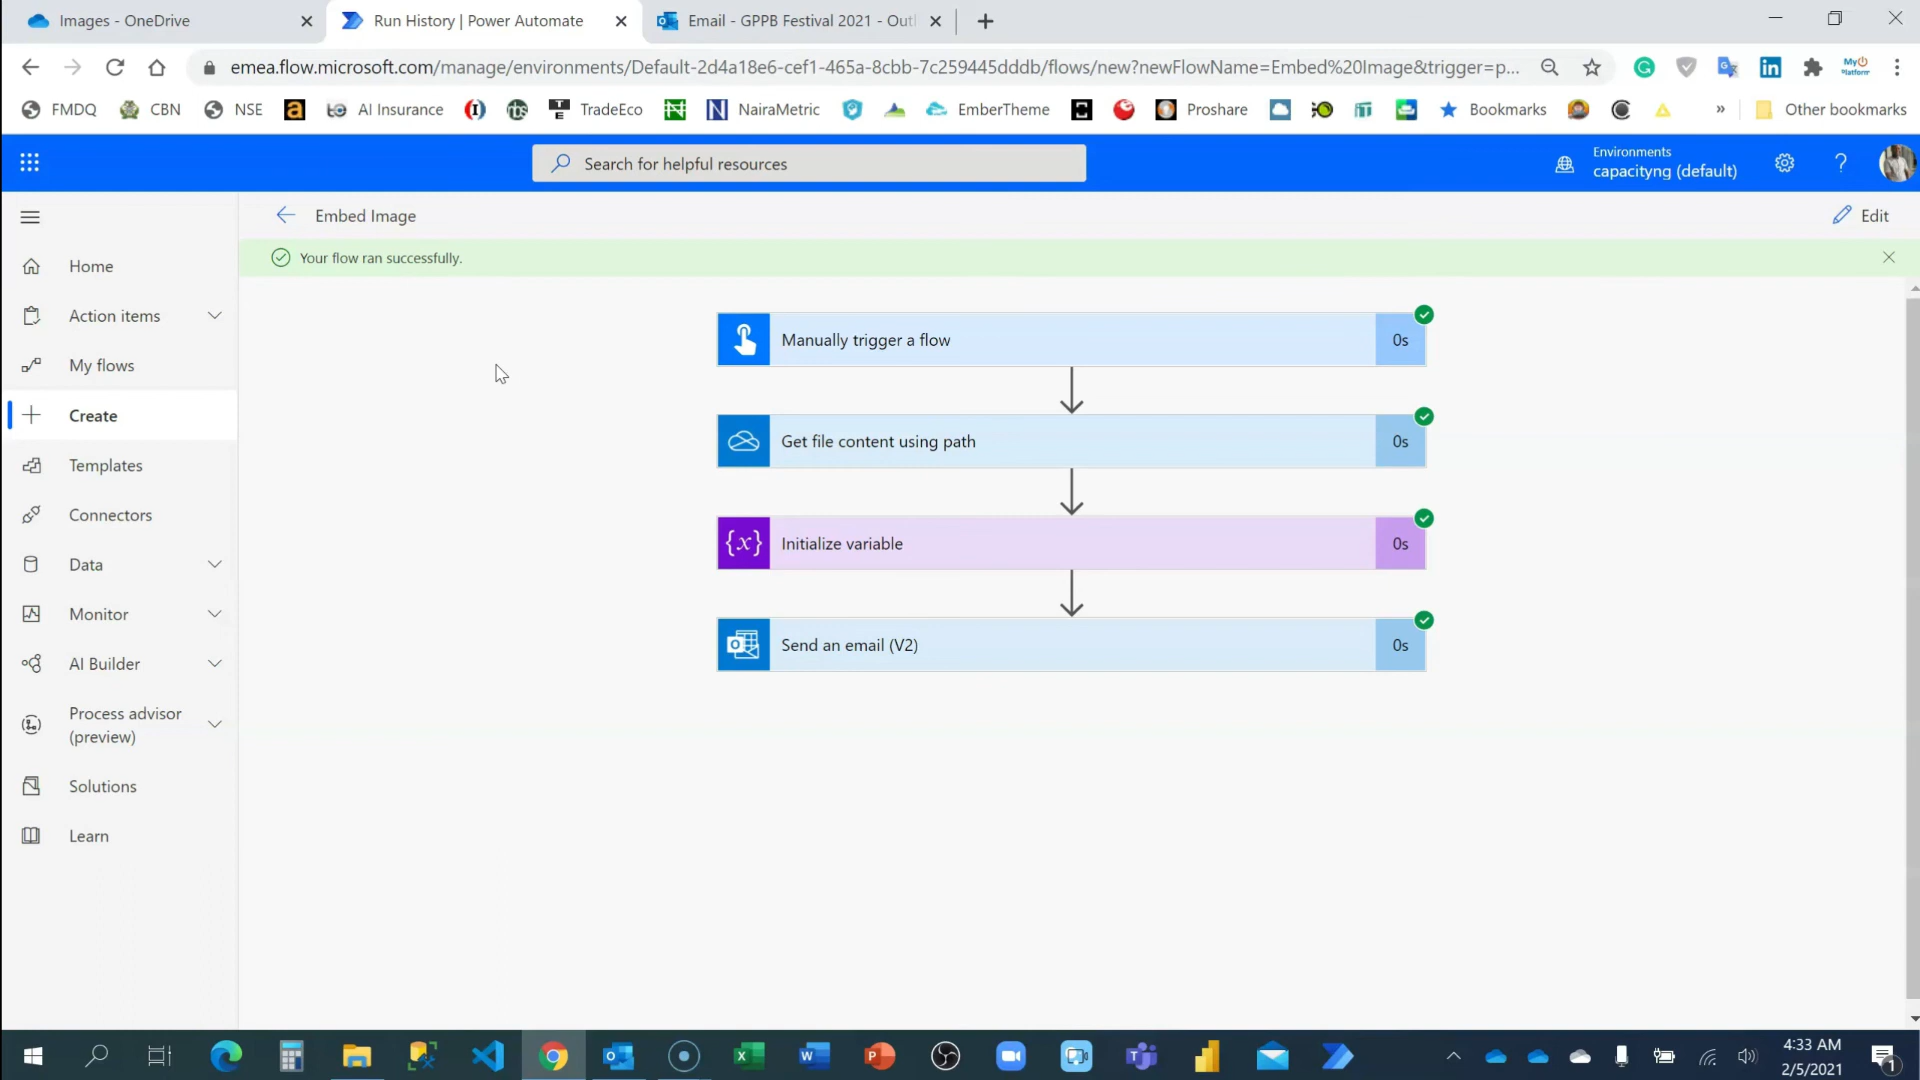 Images - OneDrive
Run History | Power Automate
Email - GPPB Festival 2021 - Outl
emea.flow.microsoft.com/manage/environments/Default-2d4a18e6-cef1-465a-8cbb-7c259445dddb/flows/new?newFlowName=Embed%20Image&trigger=p...
My
Platform
FMDQ
CBN
NSE
AI Insurance
TradeEco
NairaMetric
EmberTheme
Proshare
Bookmarks
»
Other bookmarks
Search for helpful resources
Environments
capacityng (default)
Embed Image
Edit
Your flow ran successfully.
Home
Action items
My flows
Create
Templates
Connectors
Data
Monitor
AI Builder
Process advisor
(preview)
Solutions
Learn
Manually trigger a flow
0s
Get file content using path
0s
{x}
Initialize variable
0s
Send an email (V2)
0s
4:33 AM
2/5/2021
1